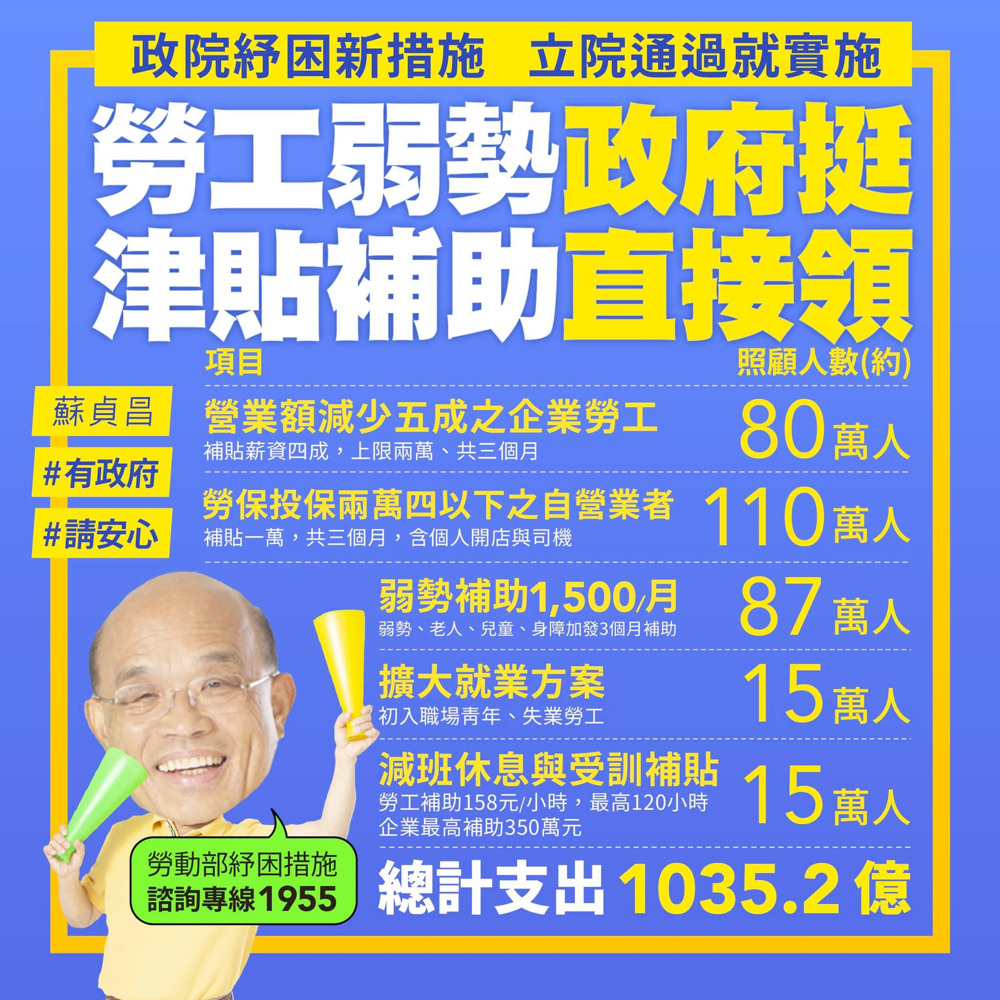 政院紓困新措施　立院通過就實施
勞工弱勢政府挺
津貼補助直接領
項目　照顧人數(約)
蘇貞昌
#有政府
#請安心
營業額減少五成之企業勞工　80萬人
補貼薪資四成，上限兩萬、共三個月
勞保投保兩萬四以下之自營業者　110萬人
補貼一萬，共三個月，含個人開店與司機
弱勢補助1,500/月　87萬人
弱勢、老人、兒童、身障加發3個月補助
擴大就業方案　15萬人
初入職場青年、失業勞工
減班休息與受訓補貼　15萬人
勞工補助158元/小時，最高120小時
企業最高補助350萬元
勞動部紓困措施
諮詢專線1955
總計支出1035.2億